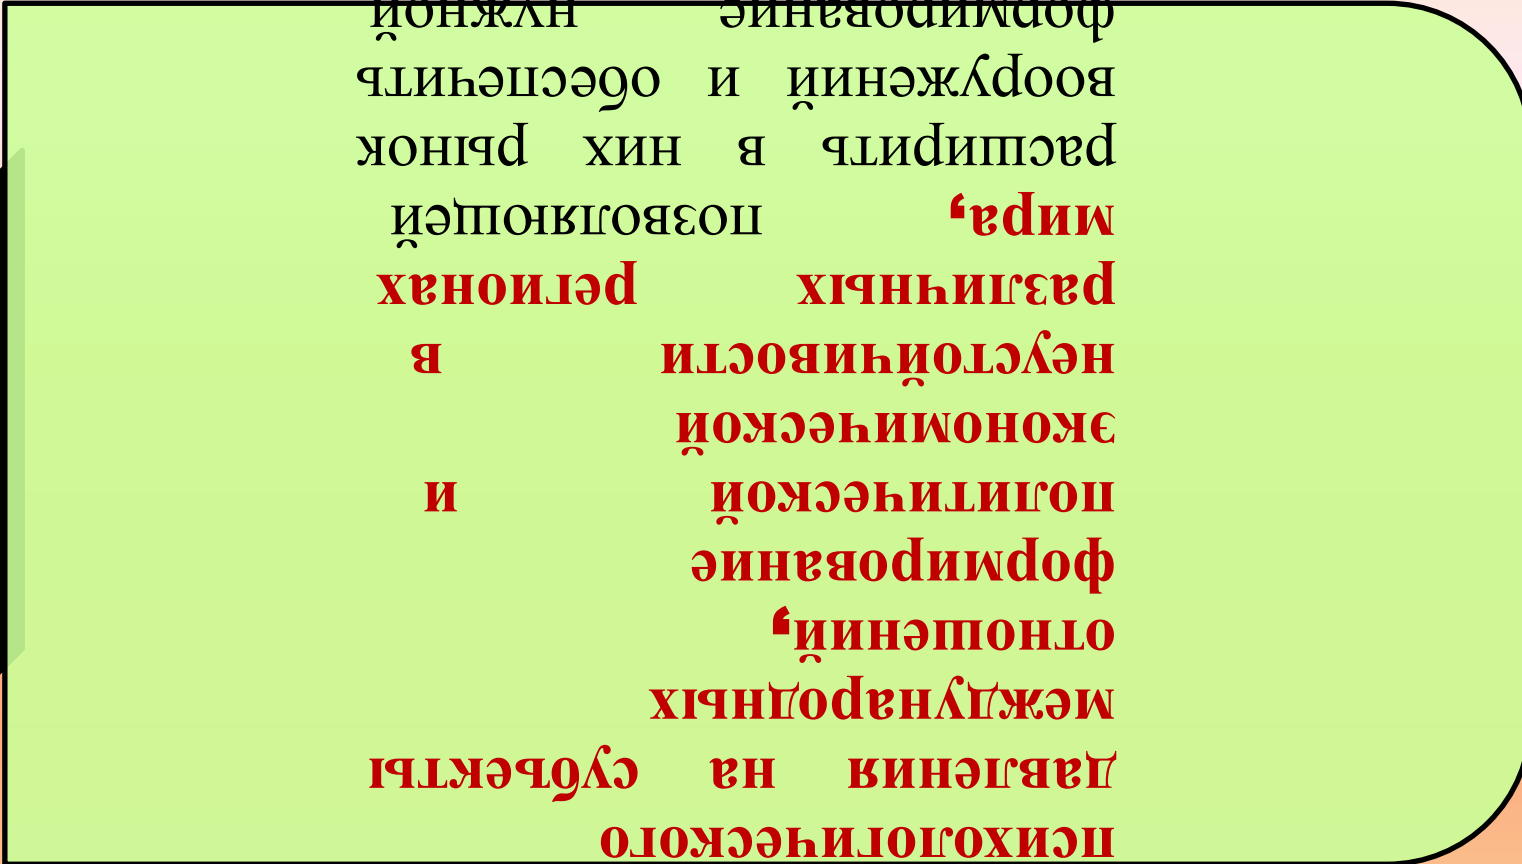 психологического
давления на субъекты
международных
отношений,
формирование
политической и
экономической
неустойчивости в
различных регионах
мира, позволяющей
расширить в них рынок
вооружений и обеспечить
формирование нужной